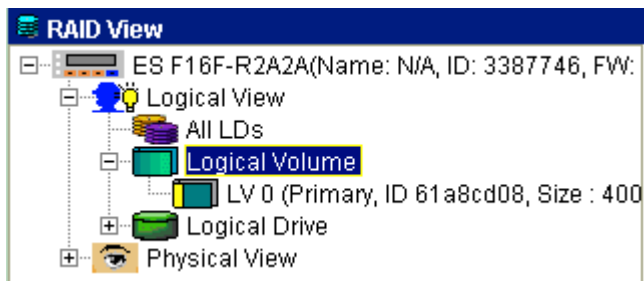 RAID View
ES F16F-R2A2A(Name: N/A, ID: 3387746, FW:
Logical View
All LDs
Logical Volume
LV 0 (Primary, ID 61a8cd08, Size : 400
Logical Drive
Physical View